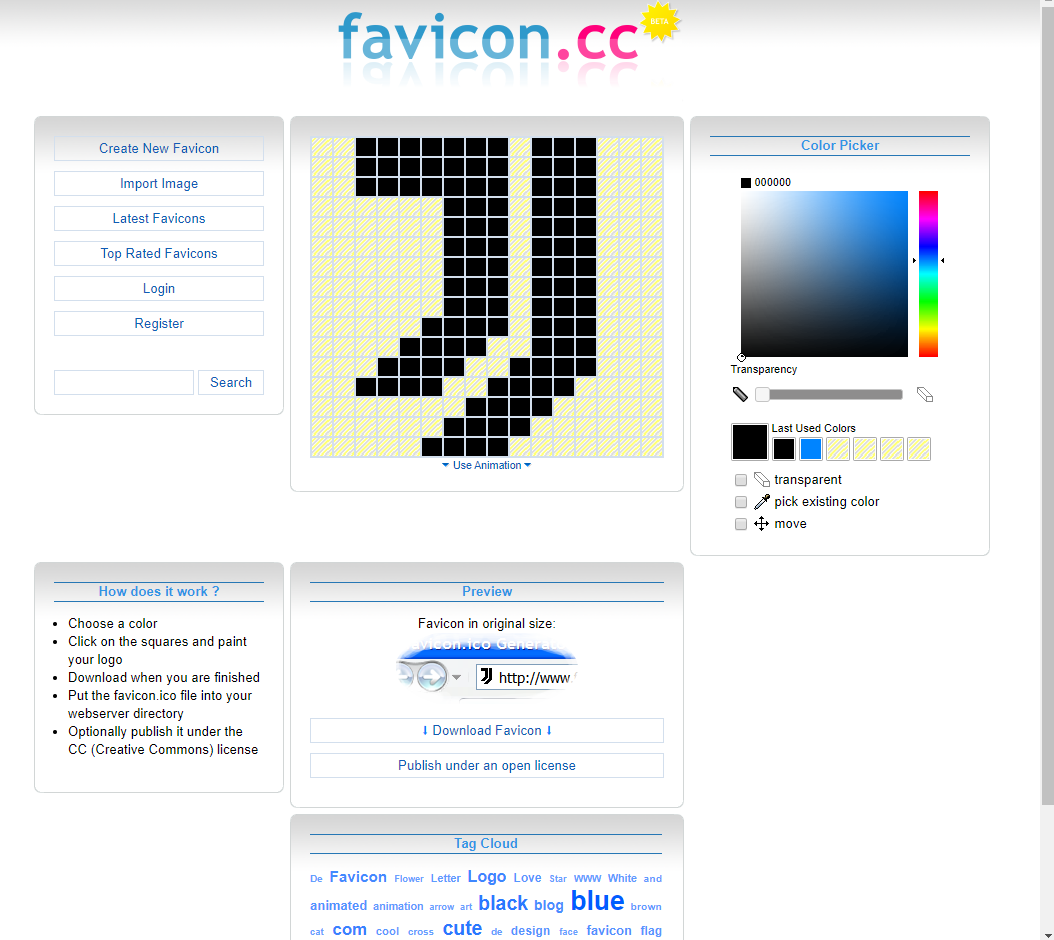 favicon.cc
BETA
Create New Favicon
Import Image
Latest Favicons
Top Rated Favicons
Login
Register
Search
Use Animation
Color Picker
000000
Transparency
Last Used Colors
transparent
pick existing color
move
How does it work ?
Choose a color
Click on the squares and paint
your logo
Download when you are finished
Put the favicon.ico file into your
webserver directory
Optionally publish it under the
CC (Creative Commons) license
Preview
Favicon in original size:
http://www
⬇ Download Favicon ⬇
Publish under an open license
Tag Cloud
De Favicon Flower Letter Logo Love Star www White and
animated animation arrow art black blog blue brown
cat com cool cross cute de design face favicon flag